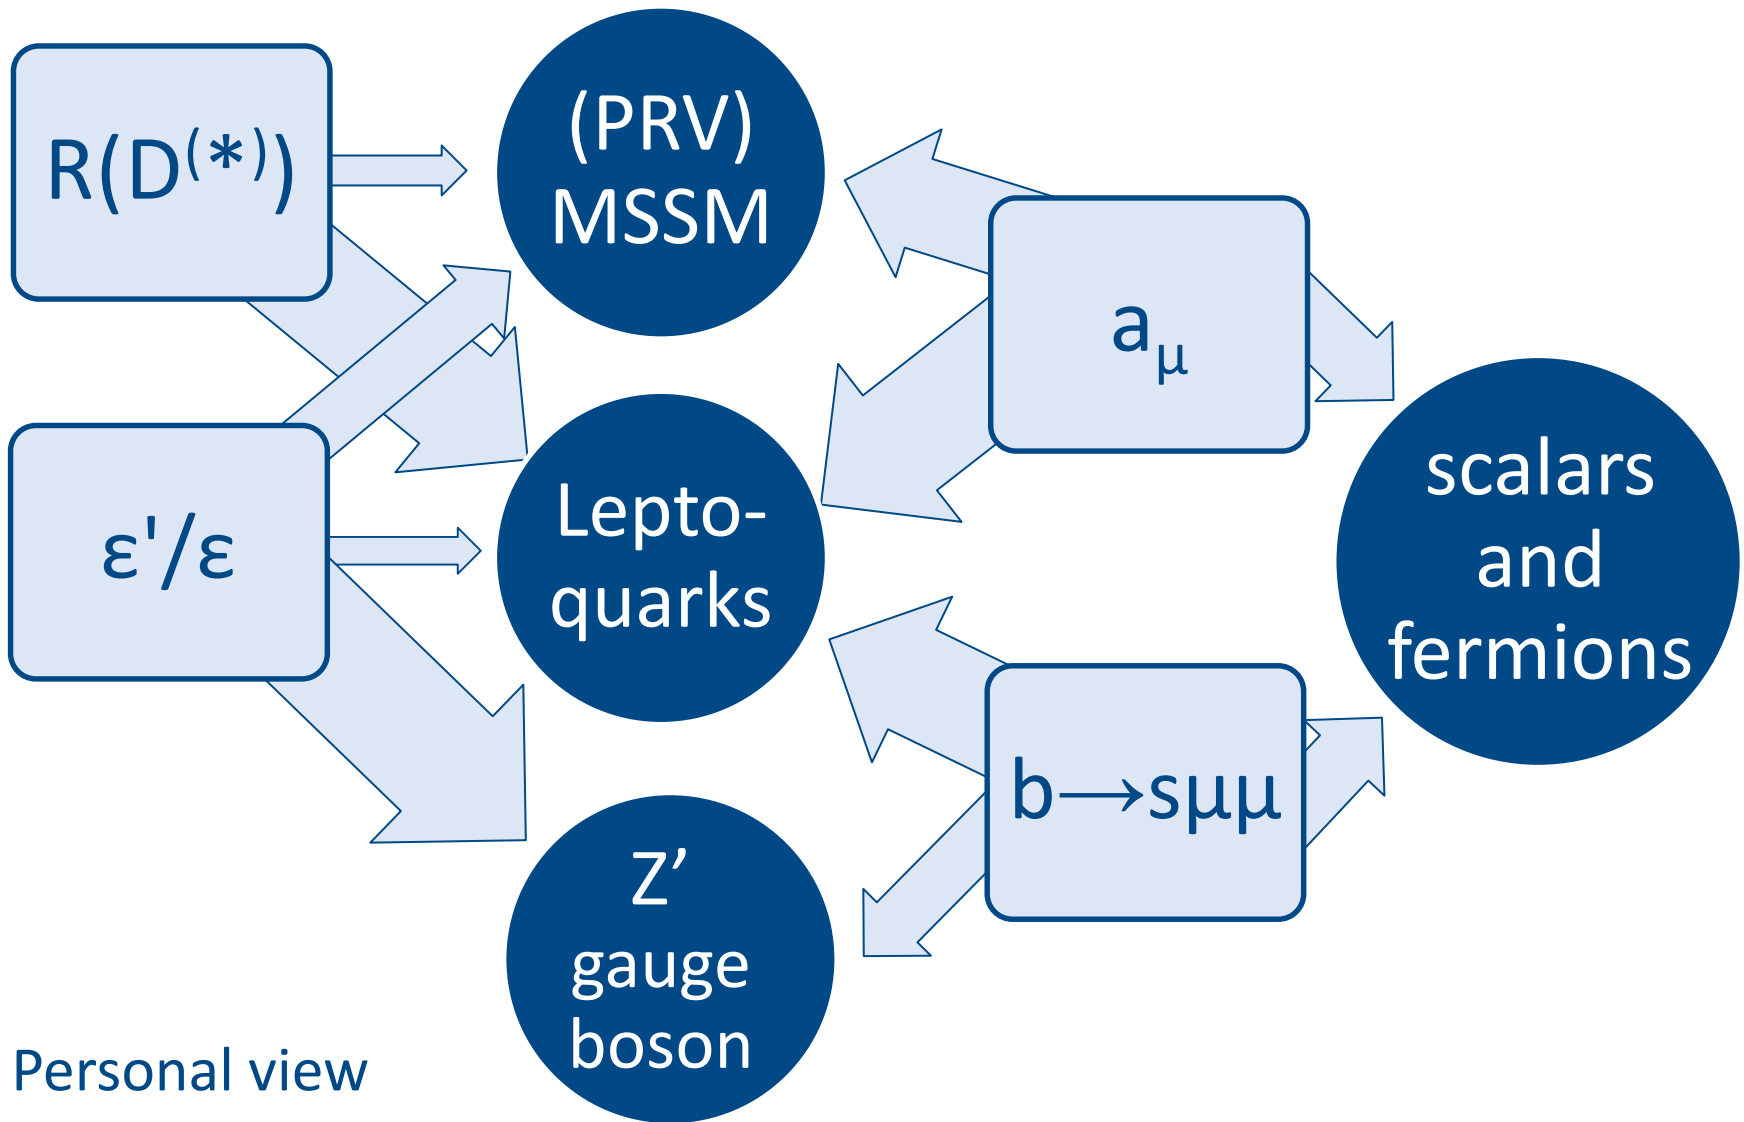 R(D⁽*⁾)
(PRV)
MSSM
aμ
ε'/ε
Lepto-
quarks
scalars
and
fermions
b→sμμ
Z’
gauge
boson
Personal view